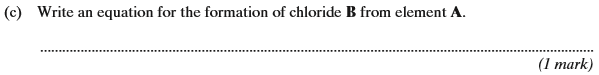 (c) Write an equation for the formation of chloride B from element A.
(1 mark)